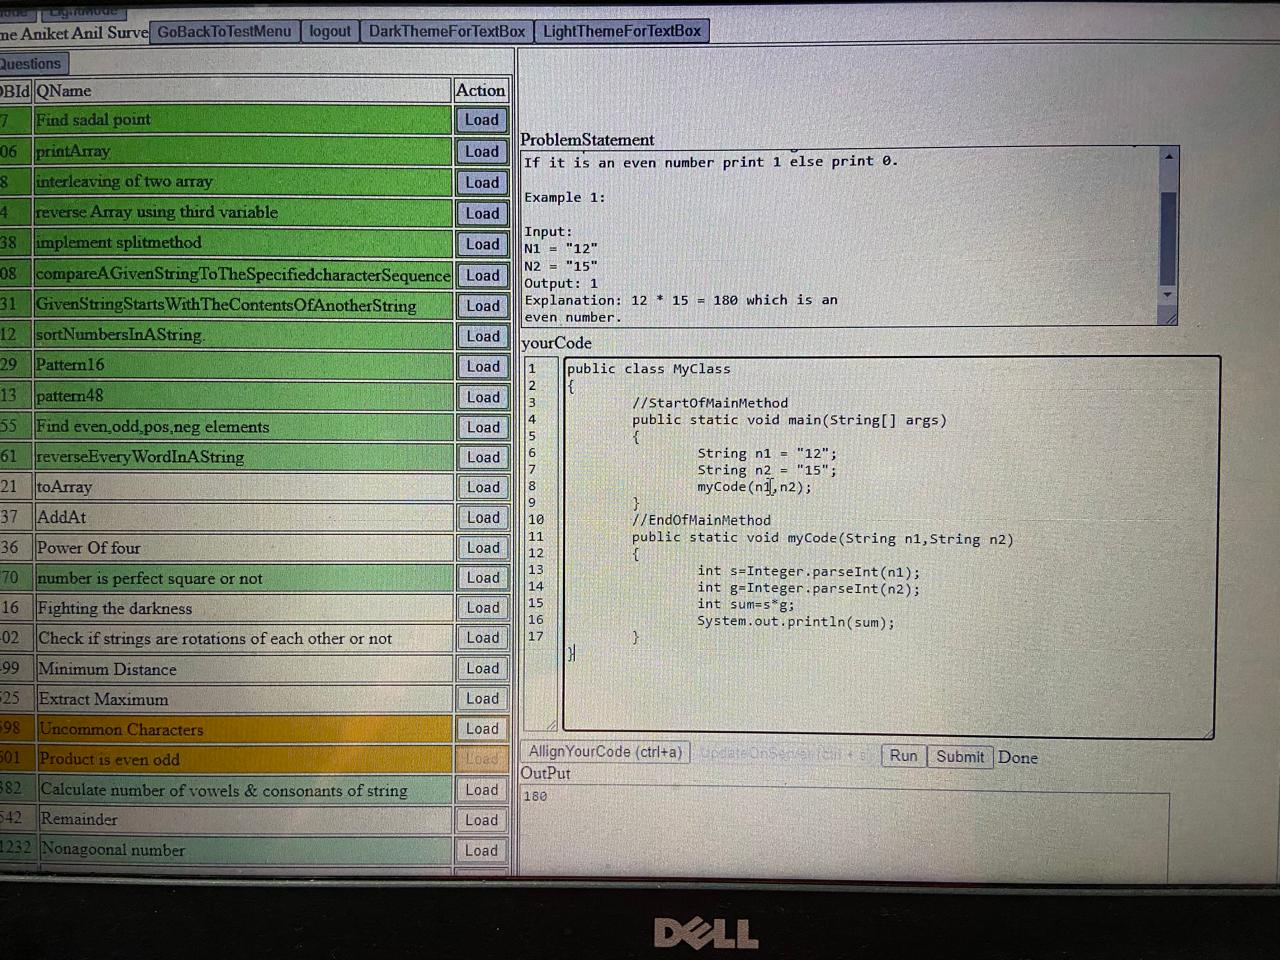 LightMode
me Aniket Anil Surve GoBackToTestMenu logout DarkThemeForTextBox LightThemeForTextBox
Questions
DBId QName Action
7 Find sadal point Load
06 printArray Load
8 interleaving of two array Load
4 reverse Array using third variable Load
38 implement splitmethod Load
08 compareAGivenStringToTheSpecifiedcharacterSequence Load
31 GivenStringStartsWithTheContentsOfAnotherString Load
12 sortNumbersInAString. Load
29 Pattern16 Load
13 pattern48 Load
55 Find even,odd,pos,neg elements Load
61 reverseEveryWordInAString Load
21 toArray Load
37 AddAt Load
36 Power Of four Load
70 number is perfect square or not Load
16 Fighting the darkness Load
02 Check if strings are rotations of each other or not Load
99 Minimum Distance Load
525 Extract Maximum Load
598 Uncommon Characters Load
601 Product is even odd Load
582 Calculate number of vowels & consonants of string Load
542 Remainder Load
1232 Nonagoonal number Load
ProblemStatement
If it is an even number print 1 else print 0.
Example 1:
Input:
N1 = "12"
N2 = "15"
Output: 1
Explanation: 12 * 15 = 180 which is an
even number.
yourCode
1 public class MyClass
2 {
3 //StartOfMainMethod
4 public static void main(String[] args)
5 {
6 String n1 = "12";
7 String n2 = "15";
8 myCode(n1,n2);
9 }
10 //EndOfMainMethod
11 public static void myCode(String n1,String n2)
12 {
13 int s=Integer.parseInt(n1);
14 int g=Integer.parseInt(n2);
15 int sum=s*g;
16 System.out.println(sum);
17 }
}
AllignYourCode (ctrl+a) UpdateOnServer (ctrl + s) Run Submit Done
OutPut
180
DELL